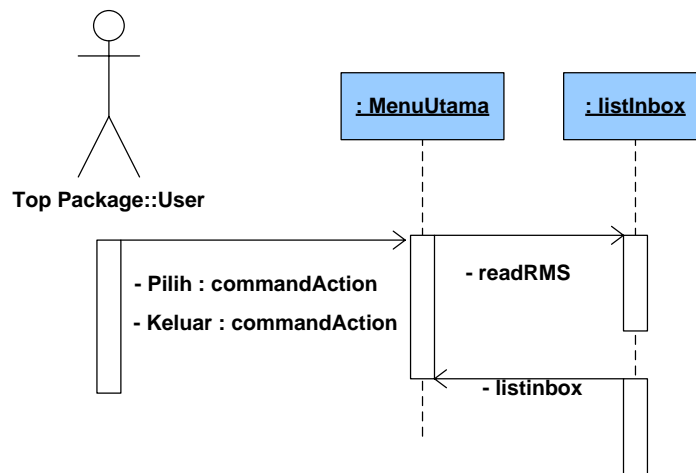 : MenuUtama
: listInbox
Top Package::User
- Pilih : commandAction
- readRMS
- Keluar : commandAction
- listinbox